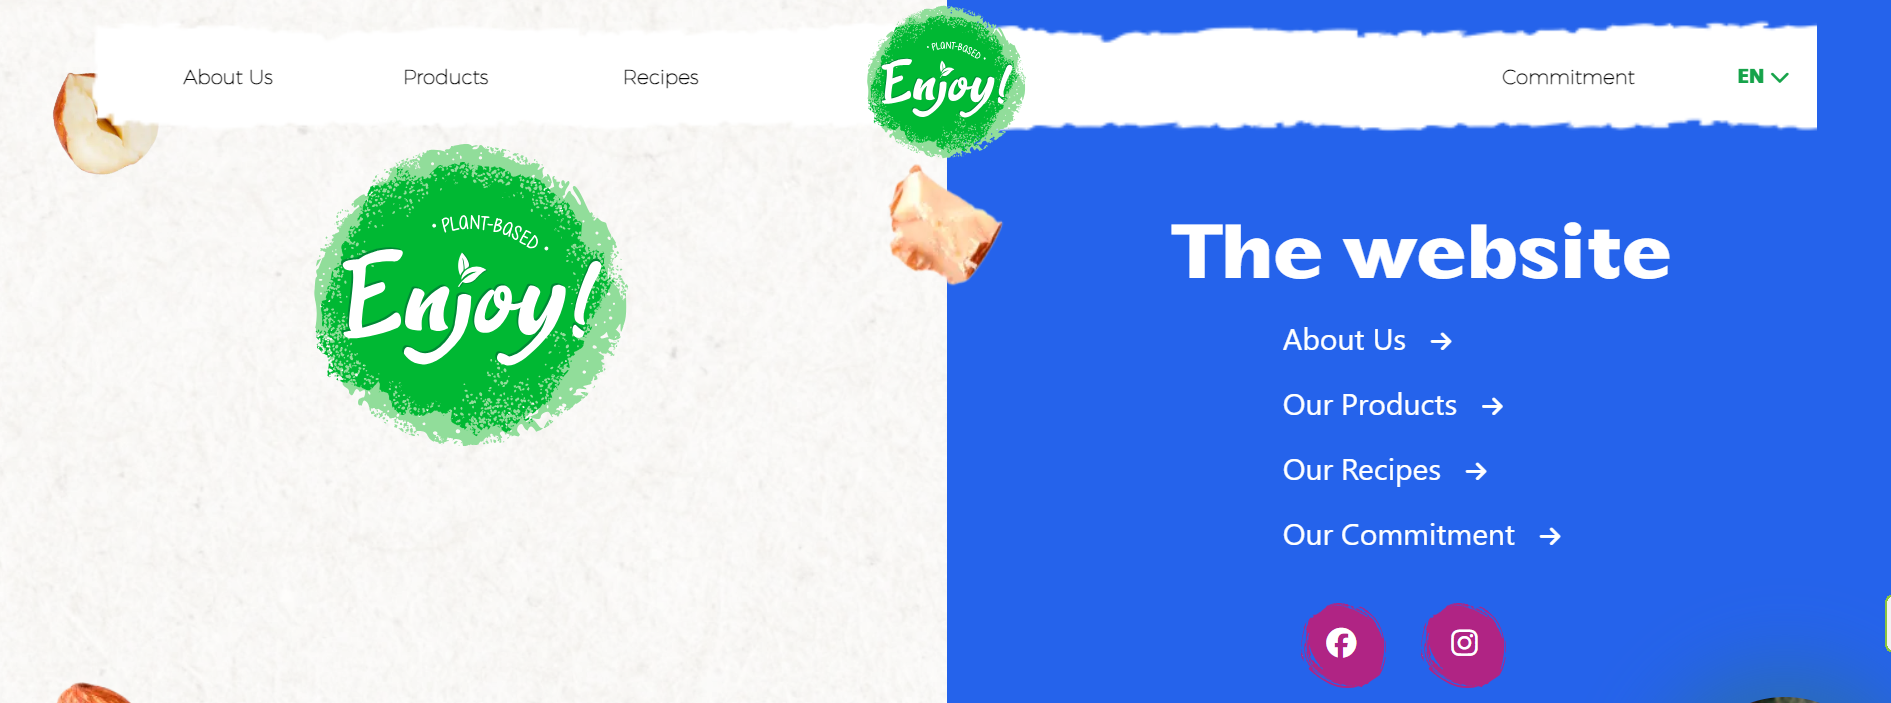 About Us
Products
Recipes
PLANT-BASED
Enjoy!
Commitment
EN
PLANT-BASED
Enjoy!
The website
About Us
Our Products
Our Recipes
Our Commitment